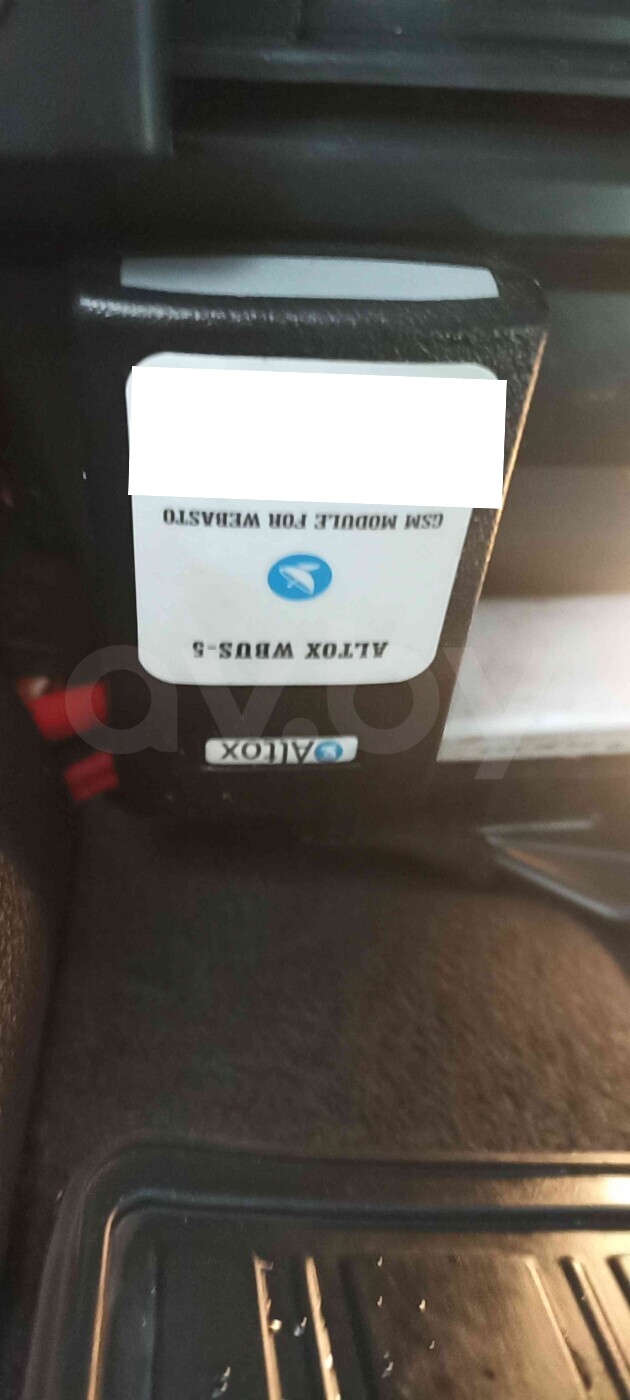 Altox
ALTOX WBUS-5
GSM MODULE FOR WEBASTO
av.by